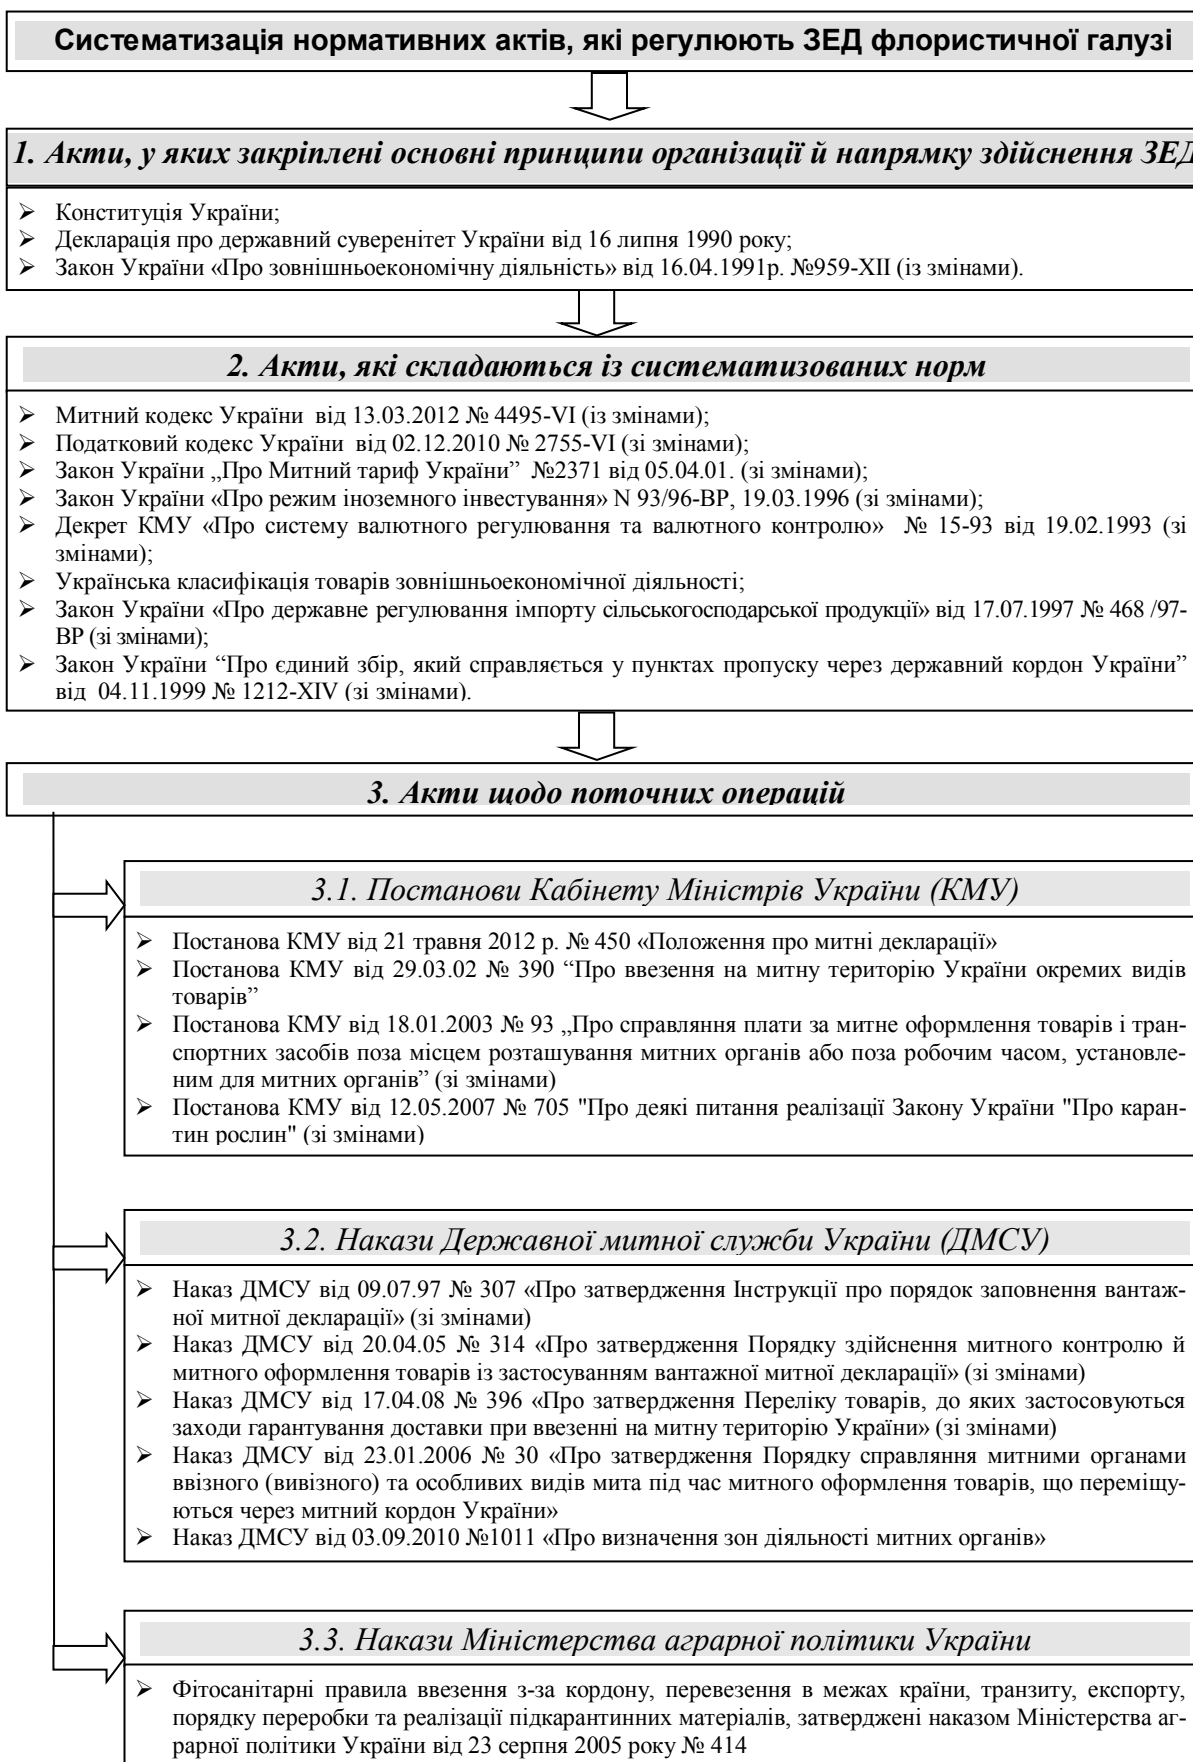 Систематизація нормативних актів, які регулюють ЗЕД флористичної галузі
1. Акти, у яких закріплені основні принципи організації й напрямку здійснення ЗЕД
➢ Конституція України;
➢ Декларація про державний суверенітет України від 16 липня 1990 року;
➢ Закон України «Про зовнішньоекономічну діяльність» від 16.04.1991р. №959-XII (із змінами).
2. Акти, які складаються із систематизованих норм
➢ Митний кодекс України від 13.03.2012 № 4495-VI (із змінами);
➢ Податковий кодекс України від 02.12.2010 № 2755-VI (зі змінами);
➢ Закон України „Про Митний тариф України” №2371 від 05.04.01. (зі змінами);
➢ Закон України «Про режим іноземного інвестування» N 93/96-ВР, 19.03.1996 (зі змінами);
➢ Декрет КМУ «Про систему валютного регулювання та валютного контролю» № 15-93 від 19.02.1993 (зі
змінами);
➢ Українська класифікація товарів зовнішньоекономічної діяльності;
➢ Закон України «Про державне регулювання імпорту сільськогосподарської продукції» від 17.07.1997 № 468 /97-
ВР (зі змінами);
➢ Закон України “Про єдиний збір, який справляється у пунктах пропуску через державний кордон України”
від 04.11.1999 № 1212-XIV (зі змінами).
3. Акти щодо поточних операцій
3.1. Постанови Кабінету Міністрів України (КМУ)
➢ Постанова КМУ від 21 травня 2012 р. № 450 «Положення про митні декларації»
➢ Постанова КМУ від 29.03.02 № 390 “Про ввезення на митну територію України окремих видів
товарів”
➢ Постанова КМУ від 18.01.2003 № 93 „Про справляння плати за митне оформлення товарів і тран-
спортних засобів поза місцем розташування митних органів або поза робочим часом, установле-
ним для митних органів” (зі змінами)
➢ Постанова КМУ від 12.05.2007 № 705 "Про деякі питання реалізації Закону України "Про каран-
тин рослин" (зі змінами)
3.2. Накази Державної митної служби України (ДМСУ)
➢ Наказ ДМСУ від 09.07.97 № 307 «Про затвердження Інструкції про порядок заповнення вантаж-
ної митної декларації» (зі змінами)
➢ Наказ ДМСУ від 20.04.05 № 314 «Про затвердження Порядку здійснення митного контролю й
митного оформлення товарів із застосуванням вантажної митної декларації» (зі змінами)
➢ Наказ ДМСУ від 17.04.08 № 396 «Про затвердження Переліку товарів, до яких застосовуються
заходи гарантування доставки при ввезенні на митну територію України» (зі змінами)
➢ Наказ ДМСУ від 23.01.2006 № 30 «Про затвердження Порядку справляння митними органами
ввізного (вивізного) та особливих видів мита під час митного оформлення товарів, що переміщу-
ються через митний кордон України»
➢ Наказ ДМСУ від 03.09.2010 №1011 «Про визначення зон діяльності митних органів»
3.3. Накази Міністерства аграрної політики України
➢ Фітосанітарні правила ввезення з-за кордону, перевезення в межах країни, транзиту, експорту,
порядку переробки та реалізації підкарантинних матеріалів, затверджені наказом Міністерства аг-
рарної політики України від 23 серпня 2005 року № 414